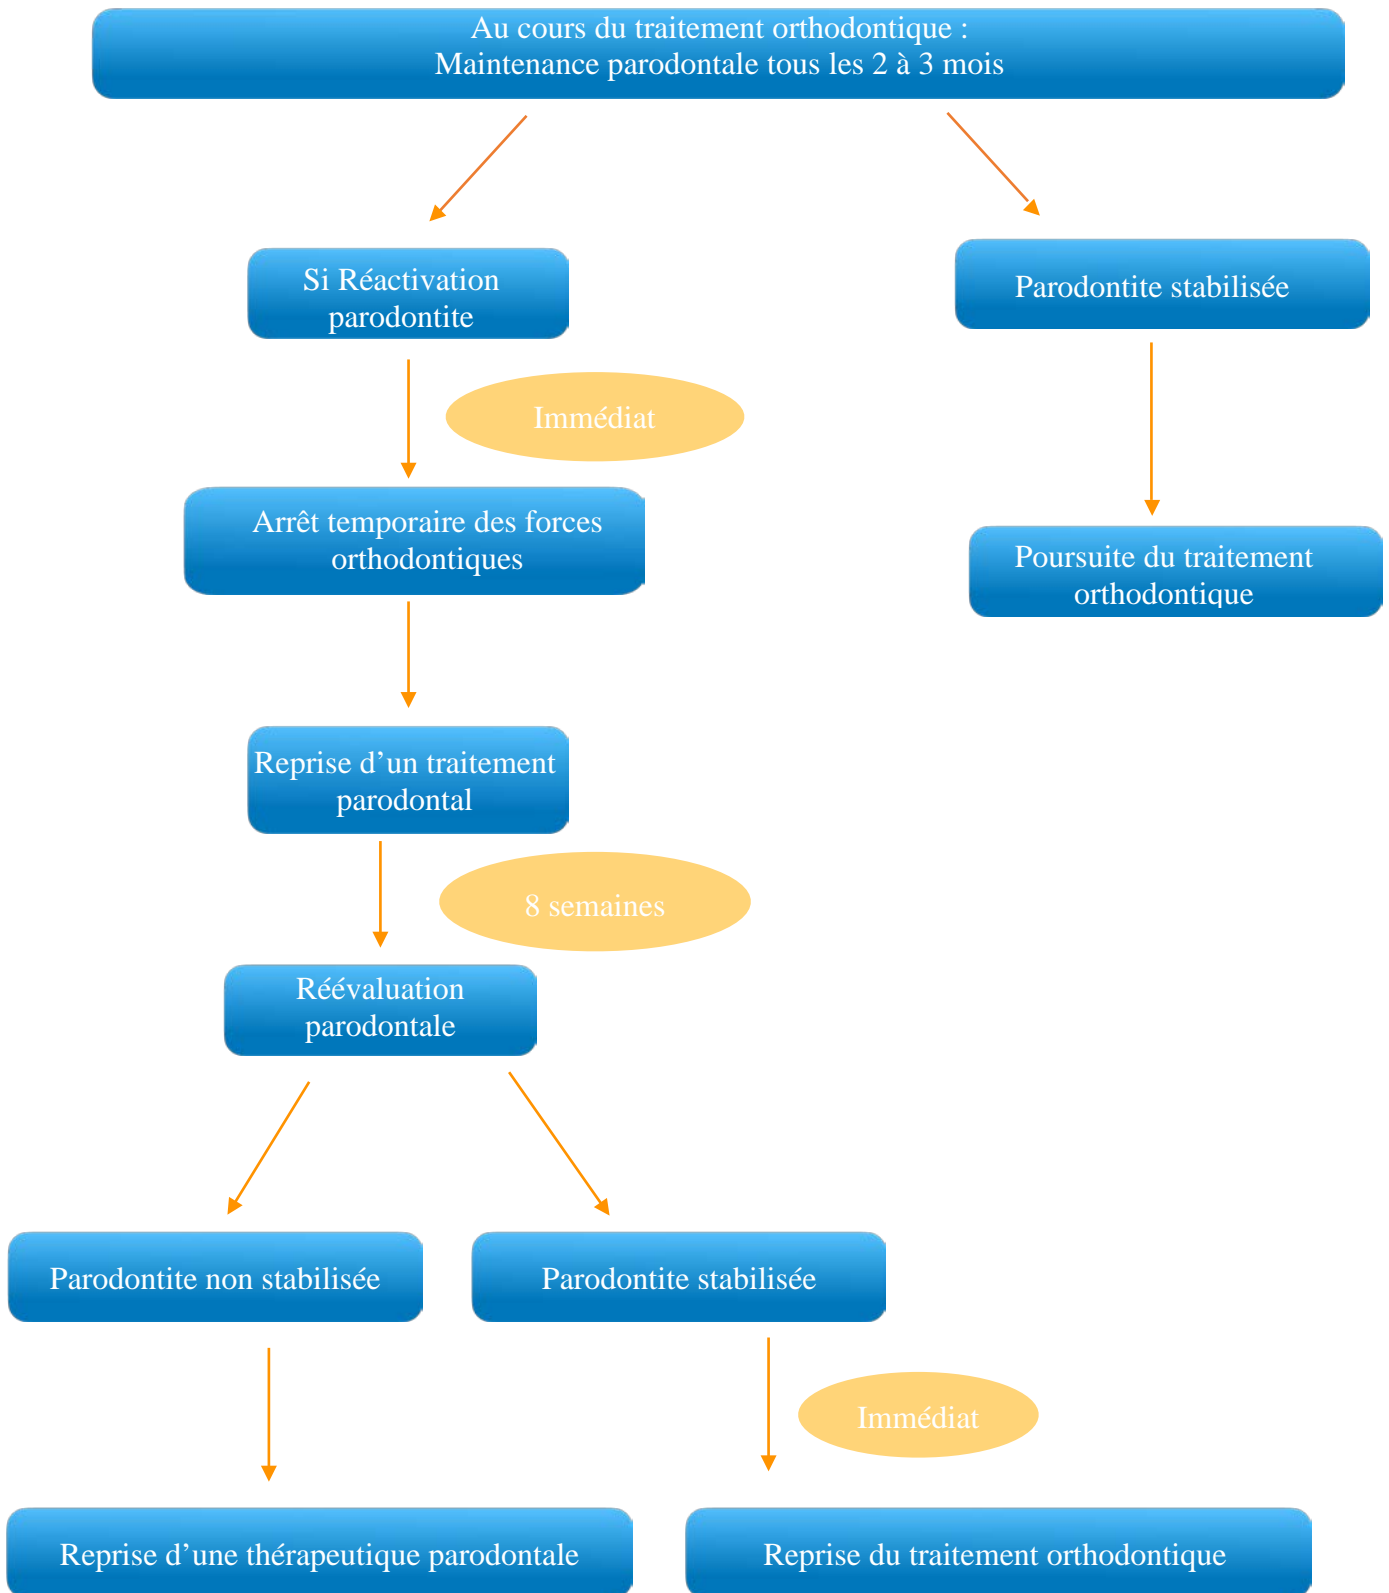 Au cours du traitement orthodontique :
Maintenance parodontale tous les 2 à 3 mois
Si Réactivation
parodontite
Parodontite stabilisée
Immédiat
Arrêt temporaire des forces
orthodontiques
Poursuite du traitement
orthodontique
Reprise d’un traitement
parodontal
8 semaines
Réévaluation
parodontale
Parodontite non stabilisée
Parodontite stabilisée
Immédiat
Reprise d’une thérapeutique parodontale
Reprise du traitement orthodontique